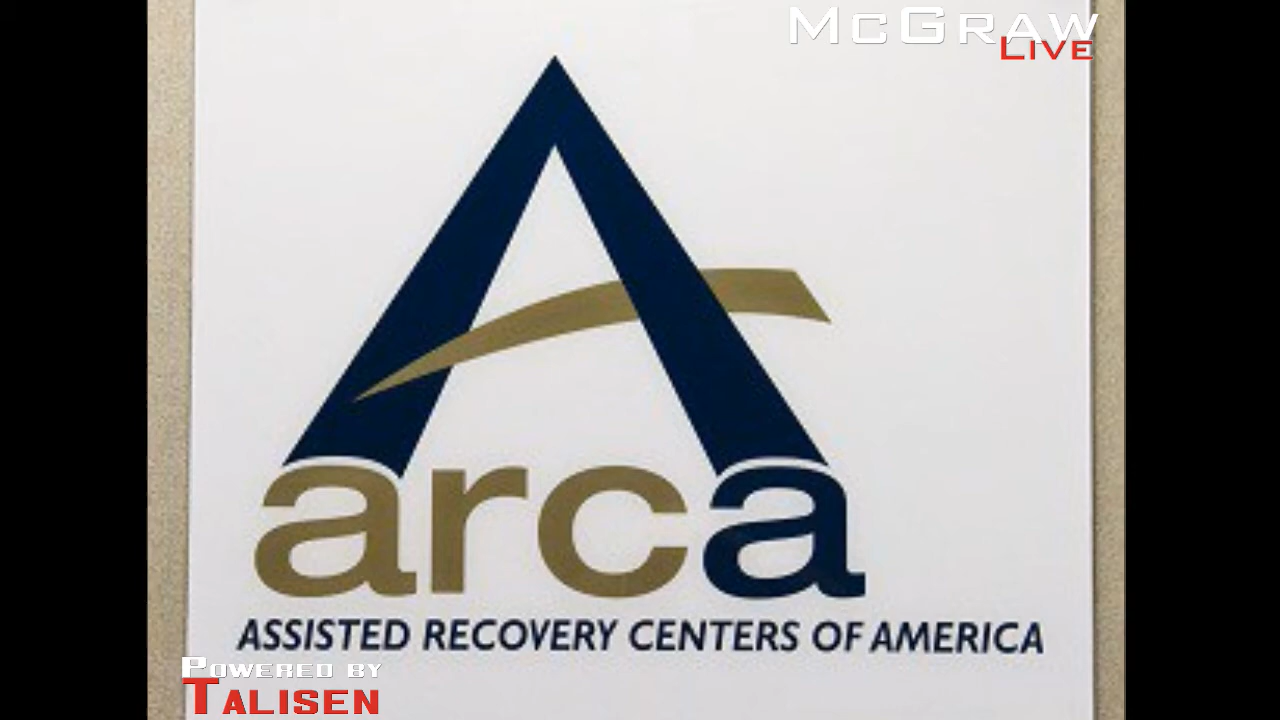 McGraw
Live
arca
ASSISTED RECOVERY CENTERS OF AMERICA
Powered by
Talisen